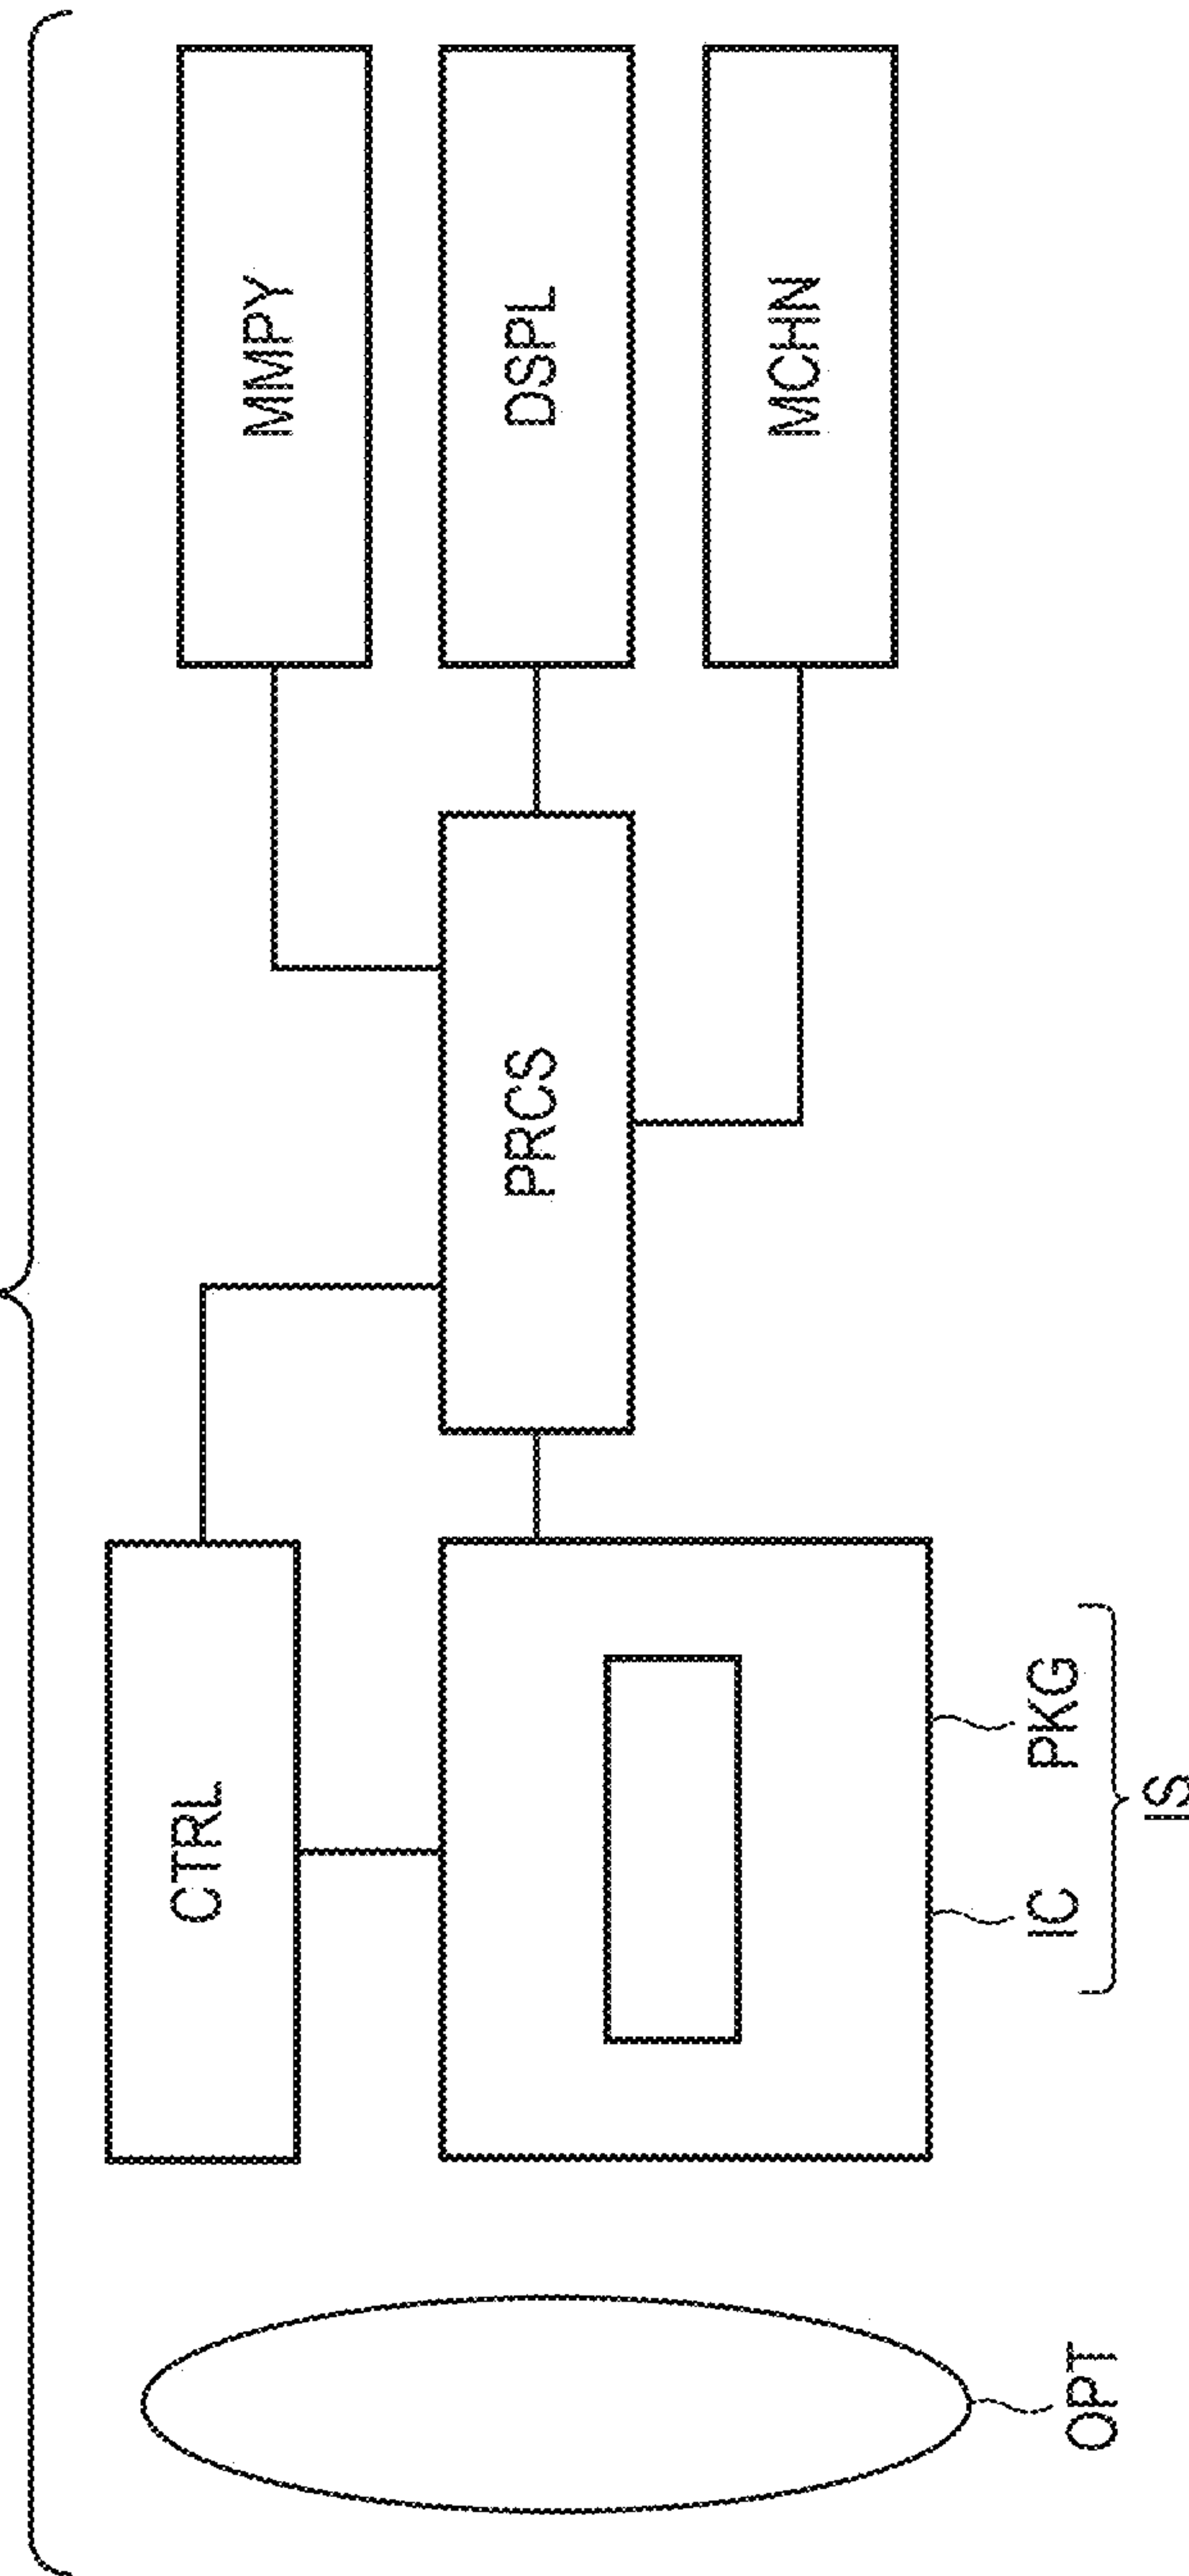 MMPY
CTRL
DSPL
PRCS
MCHN
OPT
IC
PKG
IS